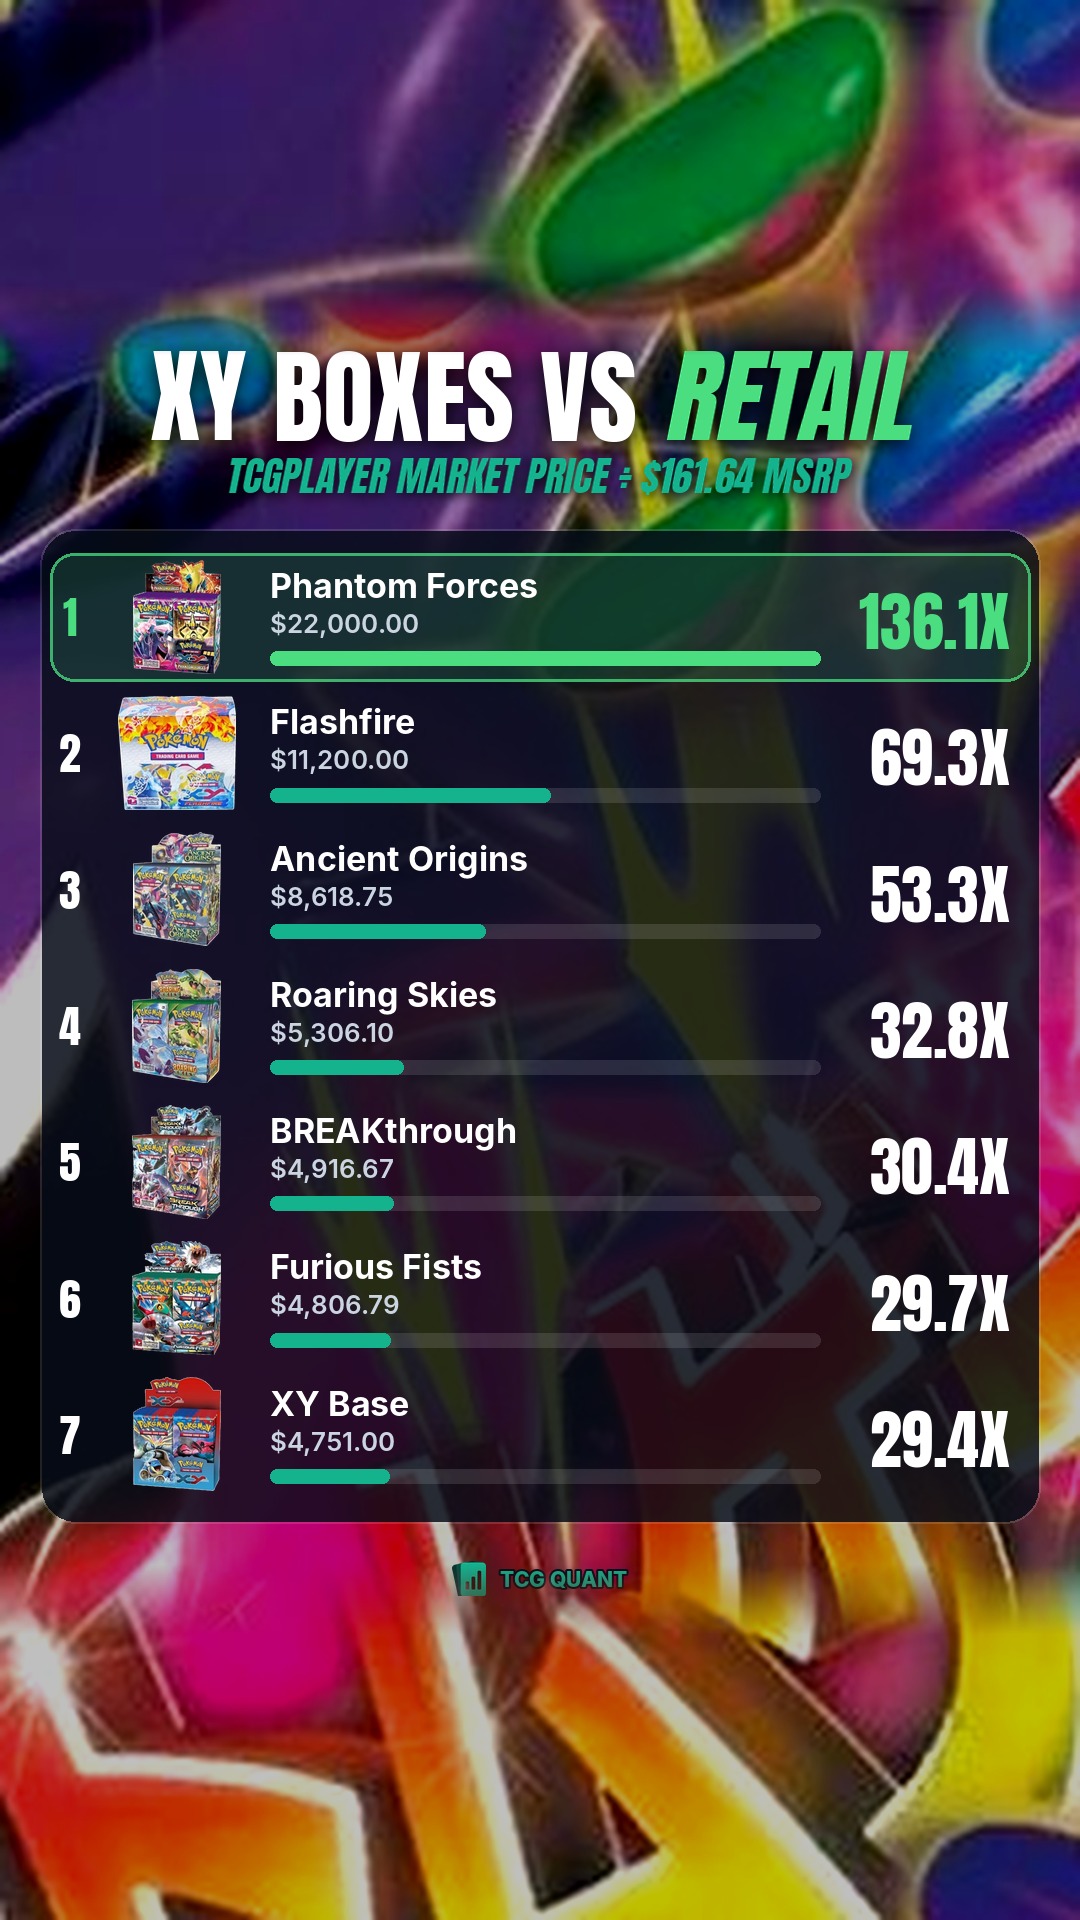 XY BOXES VS RETAIL
TCGPLAYER MARKET PRICE ÷ $161.64 MSRP
1
Phantom Forces
$22,000.00
136.1X
2
Flashfire
$11,200.00
69.3X
3
Ancient Origins
$8,618.75
53.3X
4
Roaring Skies
$5,306.10
32.8X
5
BREAKthrough
$4,916.67
30.4X
6
Furious Fists
$4,806.79
29.7X
7
XY Base
$4,751.00
29.4X
TCG QUANT